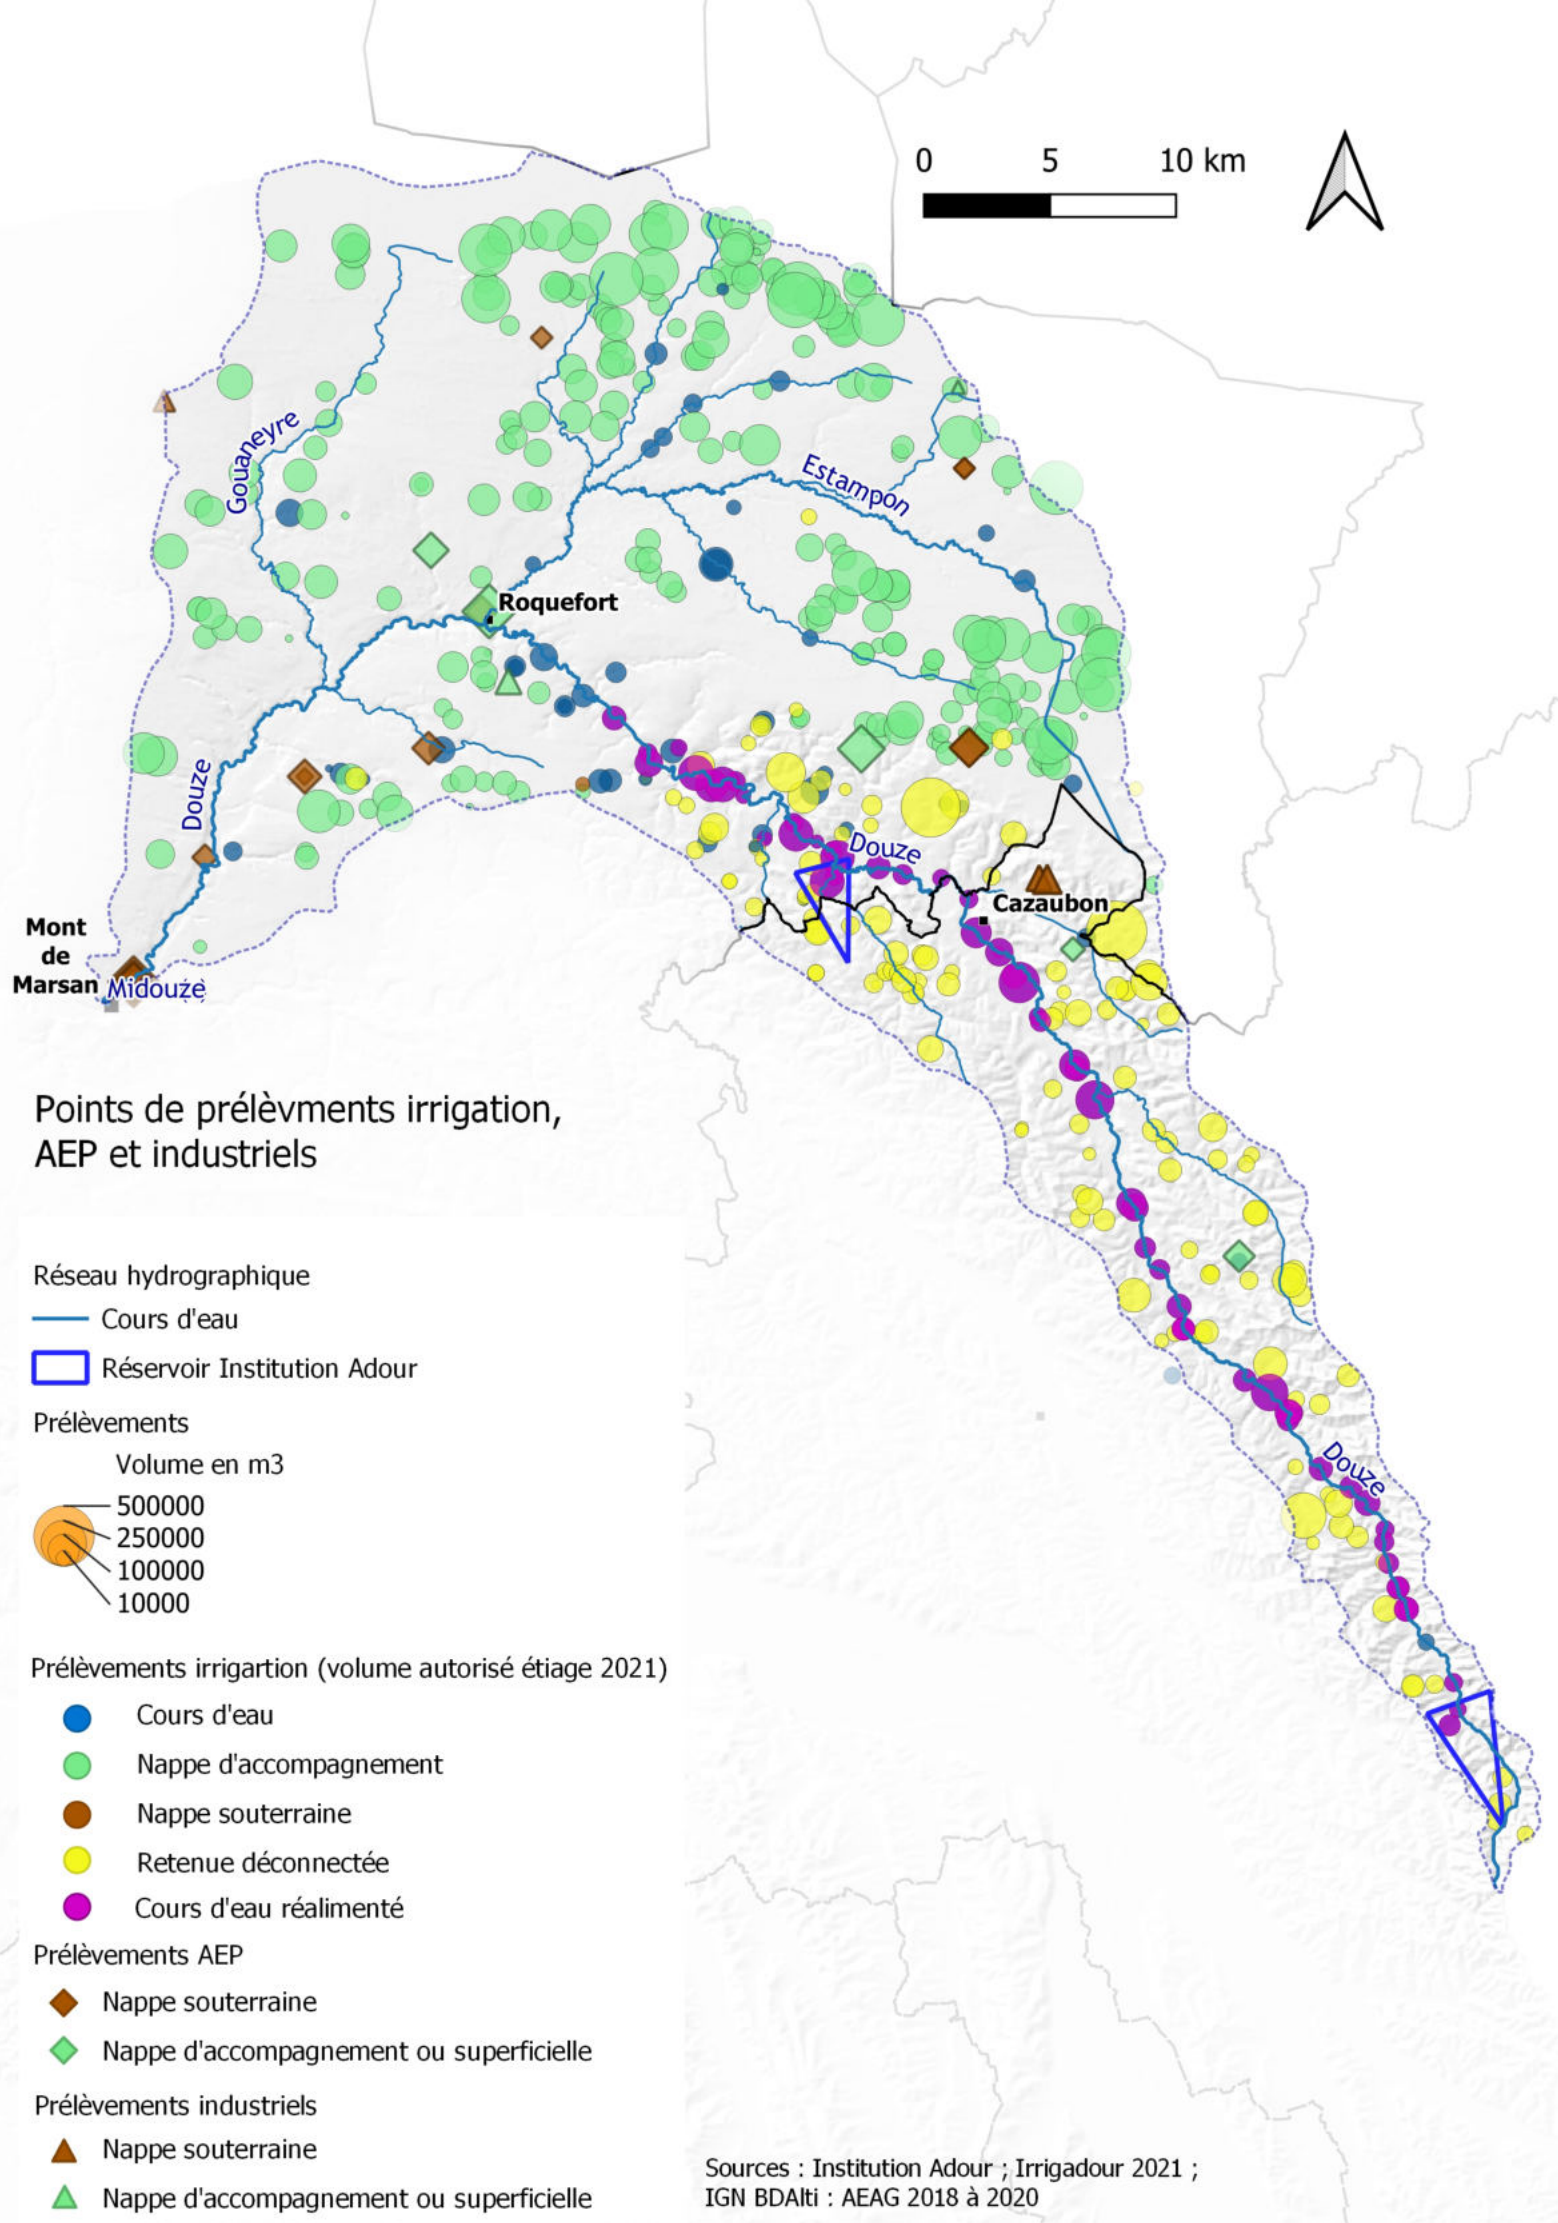 0 5 10 km
Gouaneyre
Estampon
Roquefort
Douze
Douze
Cazaubon
Mont
de
Marsan
Midouze
Points de prélèvments irrigation,
AEP et industriels
Réseau hydrographique
Cours d'eau
Réservoir Institution Adour
Prélèvements
Volume en m3
500000
250000
100000
10000
Douze
Prélèvements irrigartion (volume autorisé étiage 2021)
Cours d'eau
Nappe d'accompagnement
Nappe souterraine
Retenue déconnectée
Cours d'eau réalimenté
Prélèvements AEP
Nappe souterraine
Nappe d'accompagnement ou superficielle
Prélèvements industriels
Nappe souterraine
Nappe d'accompagnement ou superficielle
Sources : Institution Adour ; Irrigadour 2021 ;
IGN BDAlti : AEAG 2018 à 2020